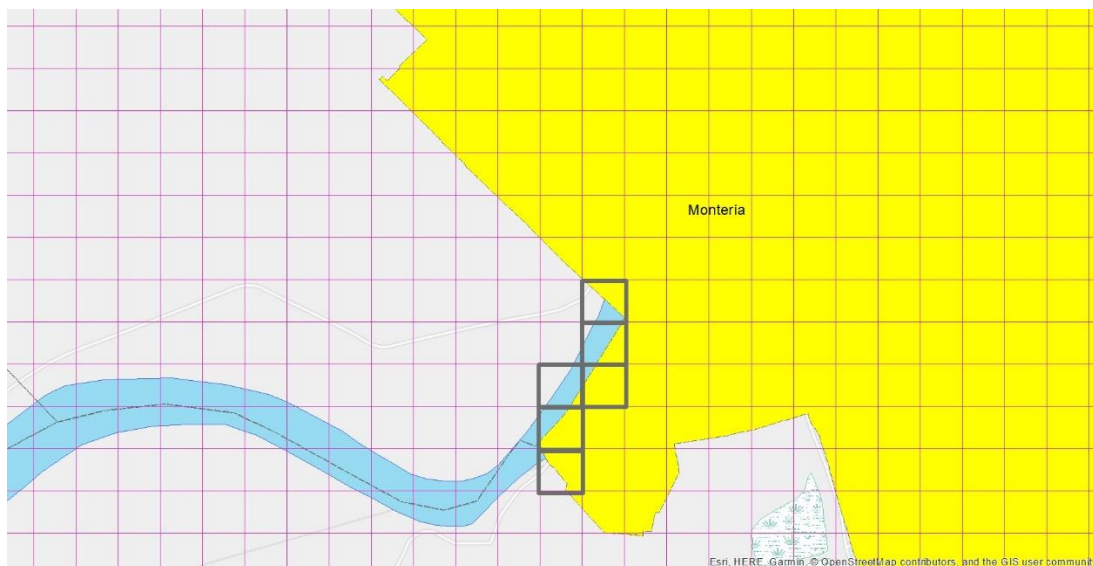 Montería
Esri, HERE, Garmin, © OpenStreetMap contributors, and the GIS user communit